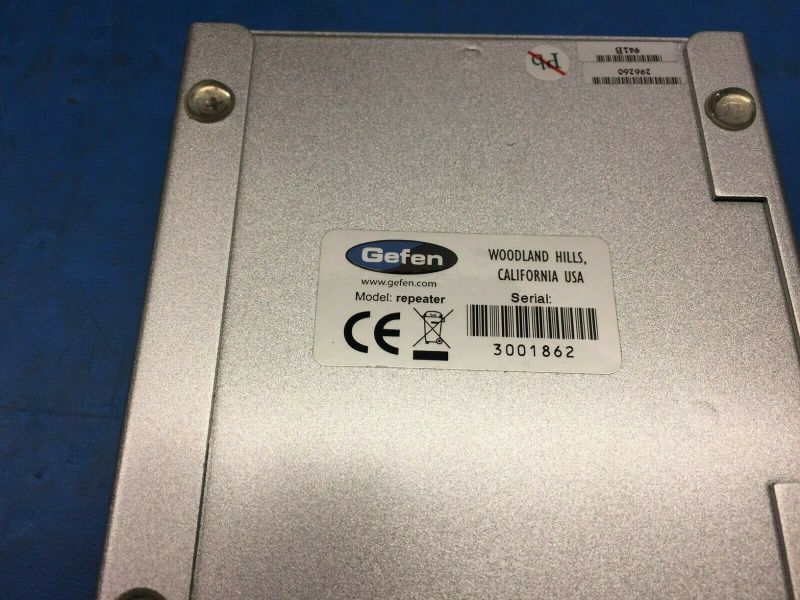 Pb
941B
296260
Gefen
www.gefen.com
Model: repeater
CE
WOODLAND HILLS,
CALIFORNIA USA
Serial:
3001862